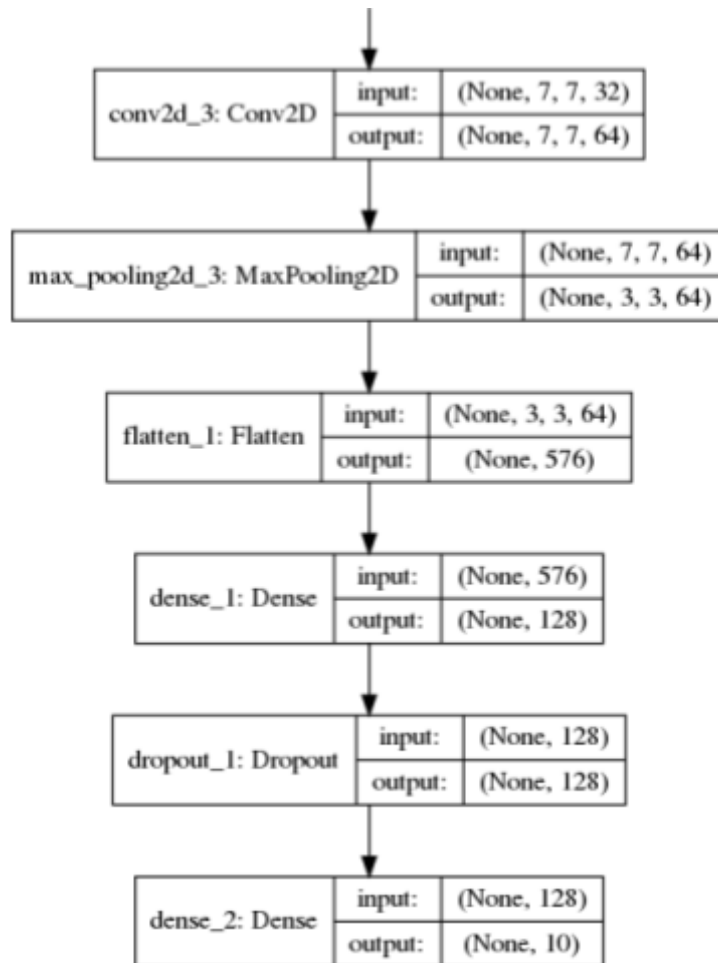 conv2d_3: Conv2D
input: (None, 7, 7, 32)
output: (None, 7, 7, 64)
max_pooling2d_3: MaxPooling2D
input: (None, 7, 7, 64)
output: (None, 3, 3, 64)
flatten_1: Flatten
input: (None, 3, 3, 64)
output: (None, 576)
dense_1: Dense
input: (None, 576)
output: (None, 128)
dropout_1: Dropout
input: (None, 128)
output: (None, 128)
dense_2: Dense
input: (None, 128)
output: (None, 10)